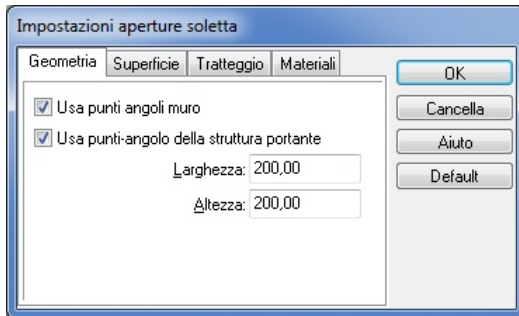 Impostazioni aperture soletta
Geometria Superficie Tratteggio Materiali
Usa punti angoli muro
Usa punti-angolo della struttura portante
Larghezza: 200,00
Altezza: 200,00
OK
Cancella
Aiuto
Default